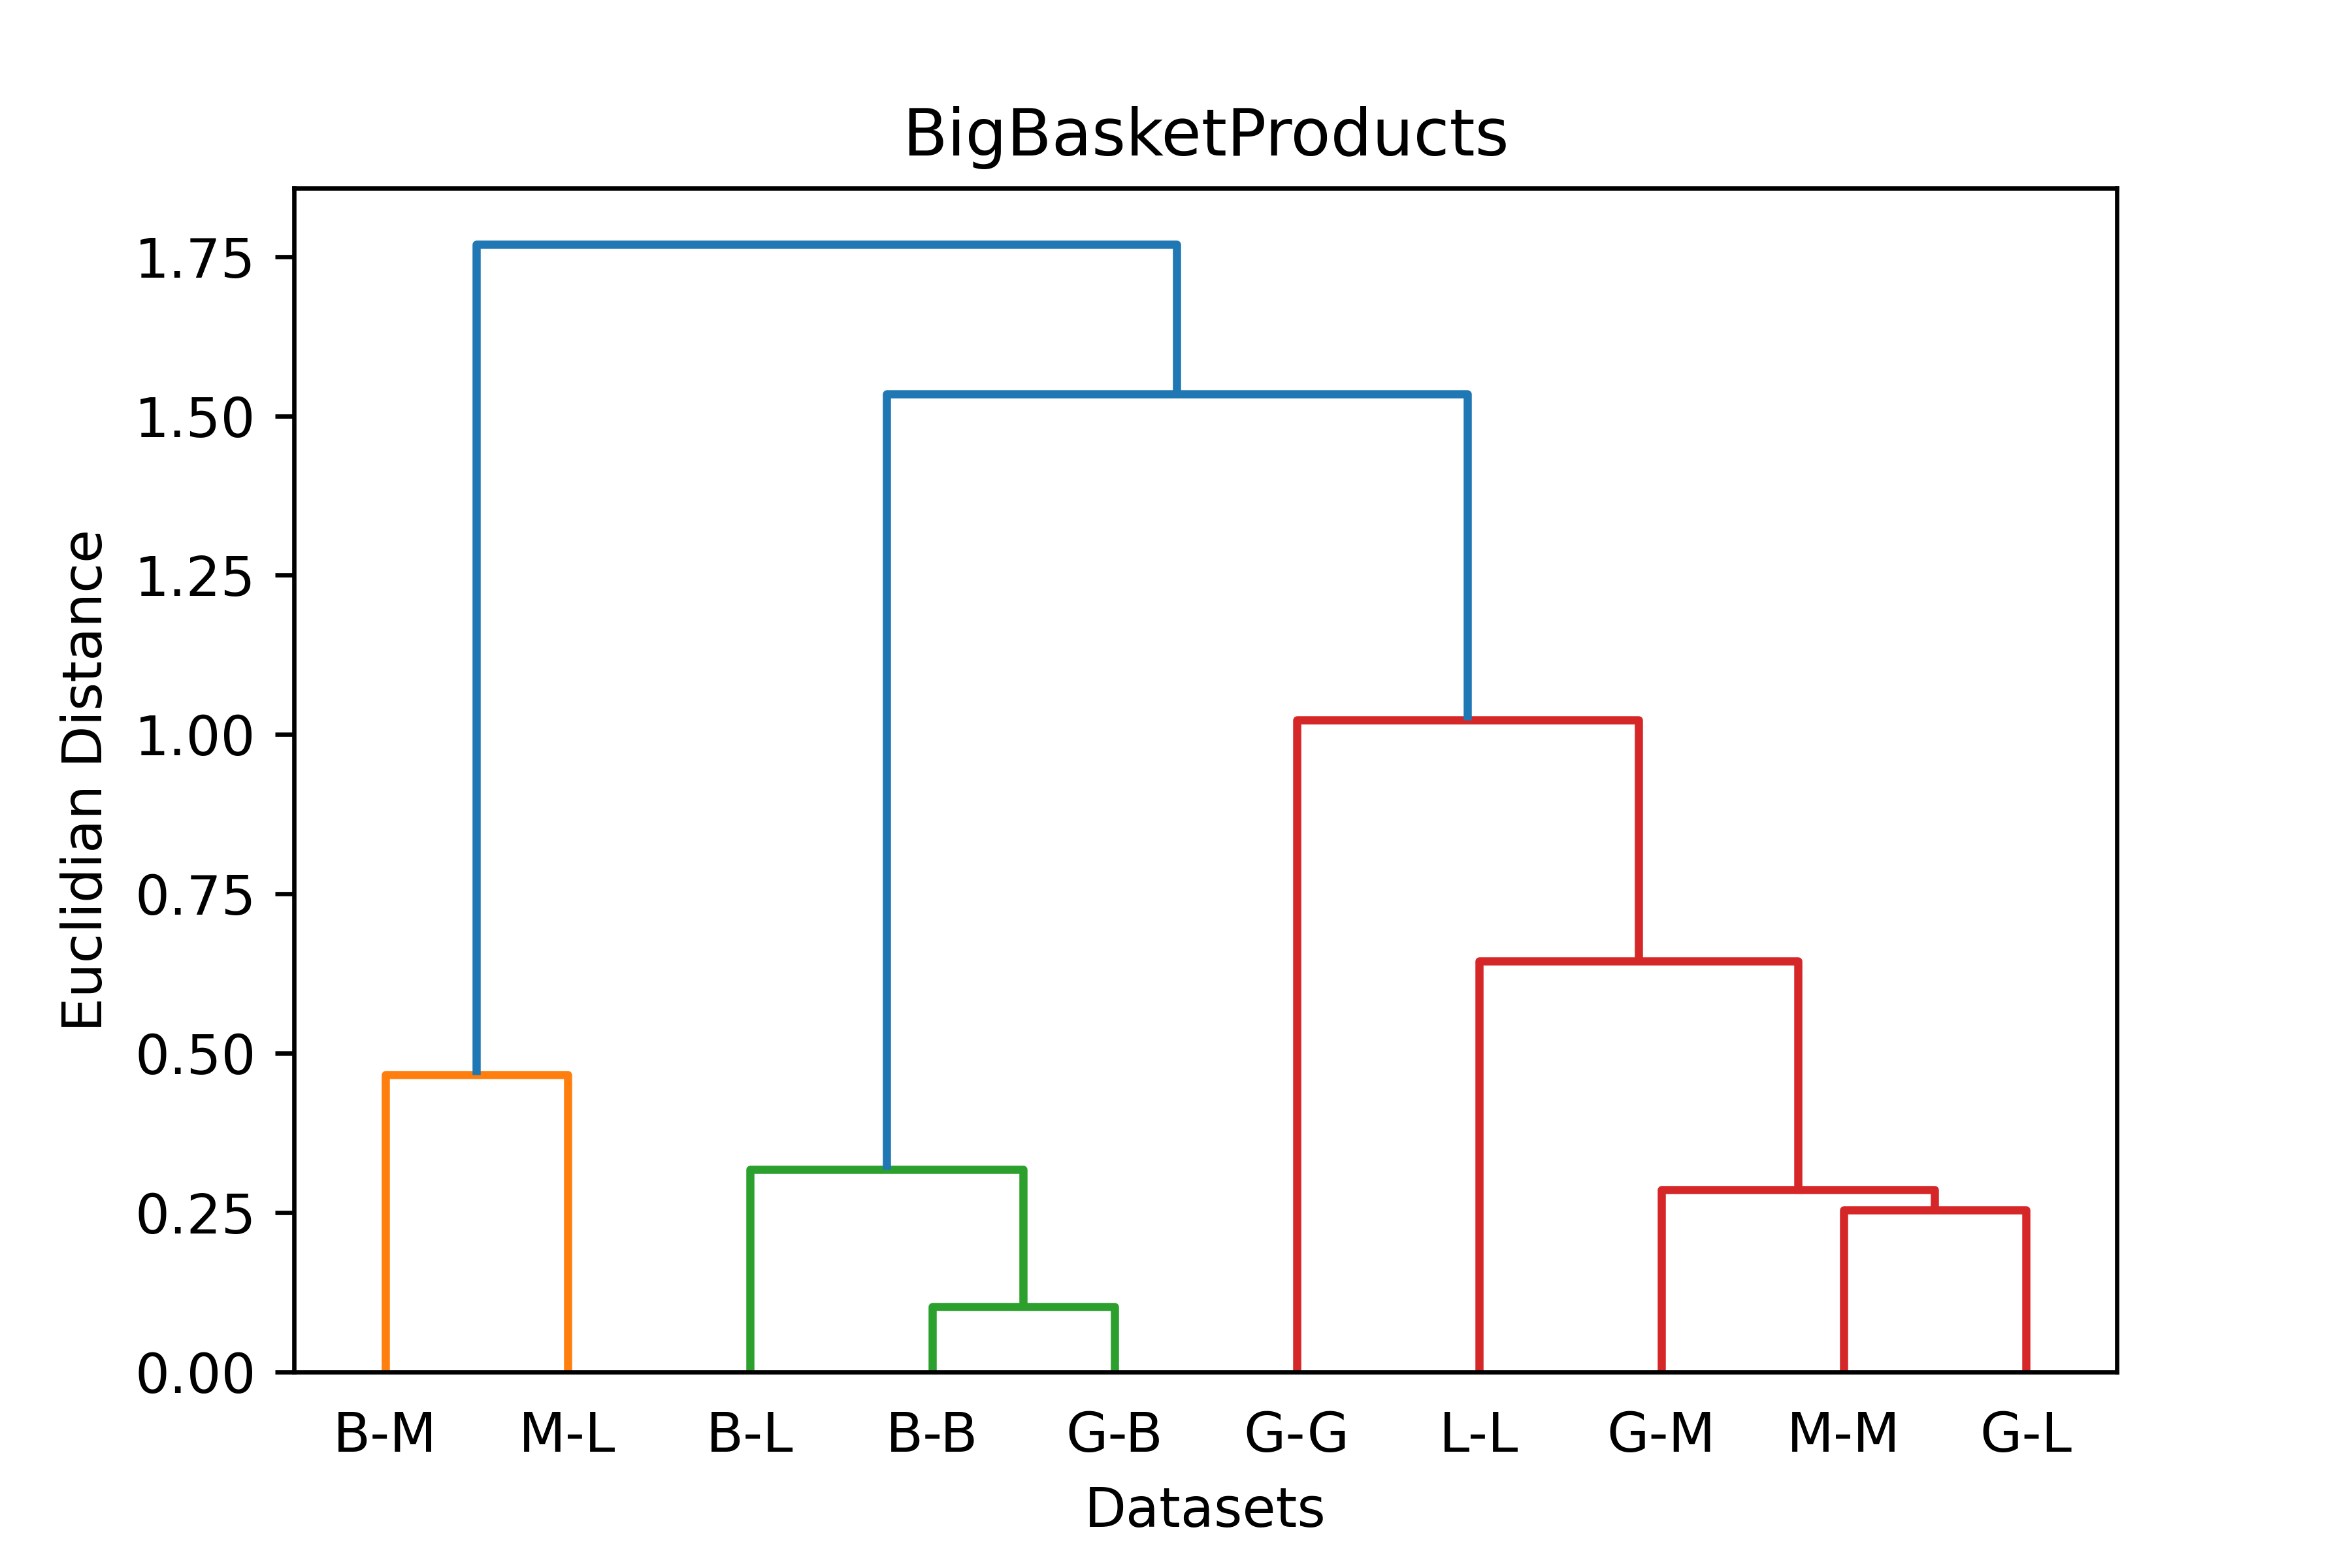 BigBasketProducts
1.75
1.50
1.25
1.00
0.75
0.50
0.25
0.00
Euclidian Distance
B-M M-L B-L B-B G-B G-G L-L G-M M-M G-L
Datasets